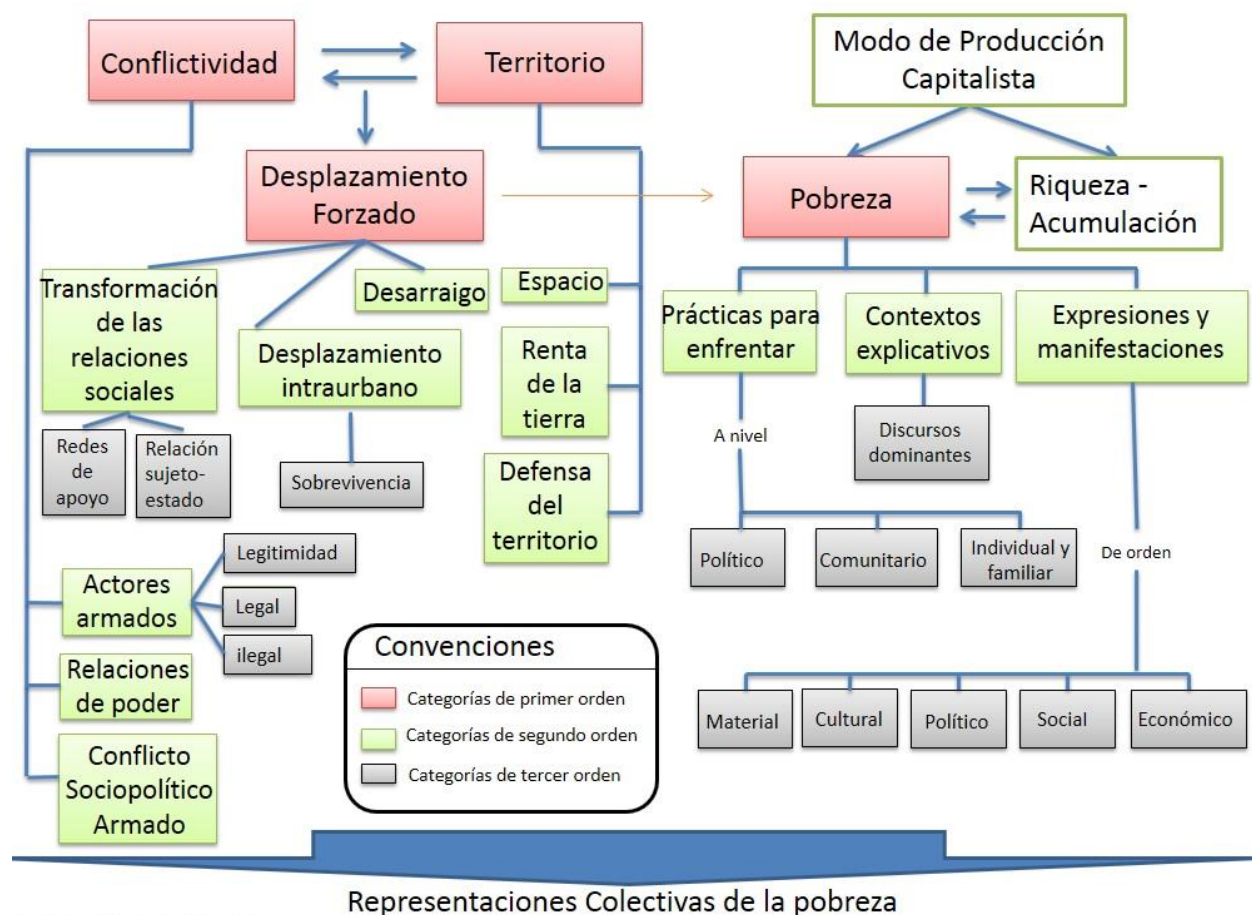 Conflictividad
Territorio
Modo de Producción
Capitalista
Desplazamiento
Forzado
Pobreza
Riqueza -
Acumulación
Transformación
de las
relaciones
sociales
Desarraigo
Desplazamiento
intraurbano
Espacio
Renta
de la
tierra
Defensa
del
territorio
Redes
de
apoyo
Relación
sujeto-
estado
Sobrevivencia
Prácticas para
enfrentar
Contextos
explicativos
Expresiones y
manifestaciones
A nivel
Discursos
dominantes
Político
Comunitario
Individual y
familiar
De orden
Material
Cultural
Político
Social
Económico
Actores
armados
Legitimidad
Legal
ilegal
Relaciones
de poder
Conflicto
Sociopolítico
Armado
Convenciones
Categorías de primer orden
Categorías de segundo orden
Categorías de tercer orden
Representaciones Colectivas de la pobreza